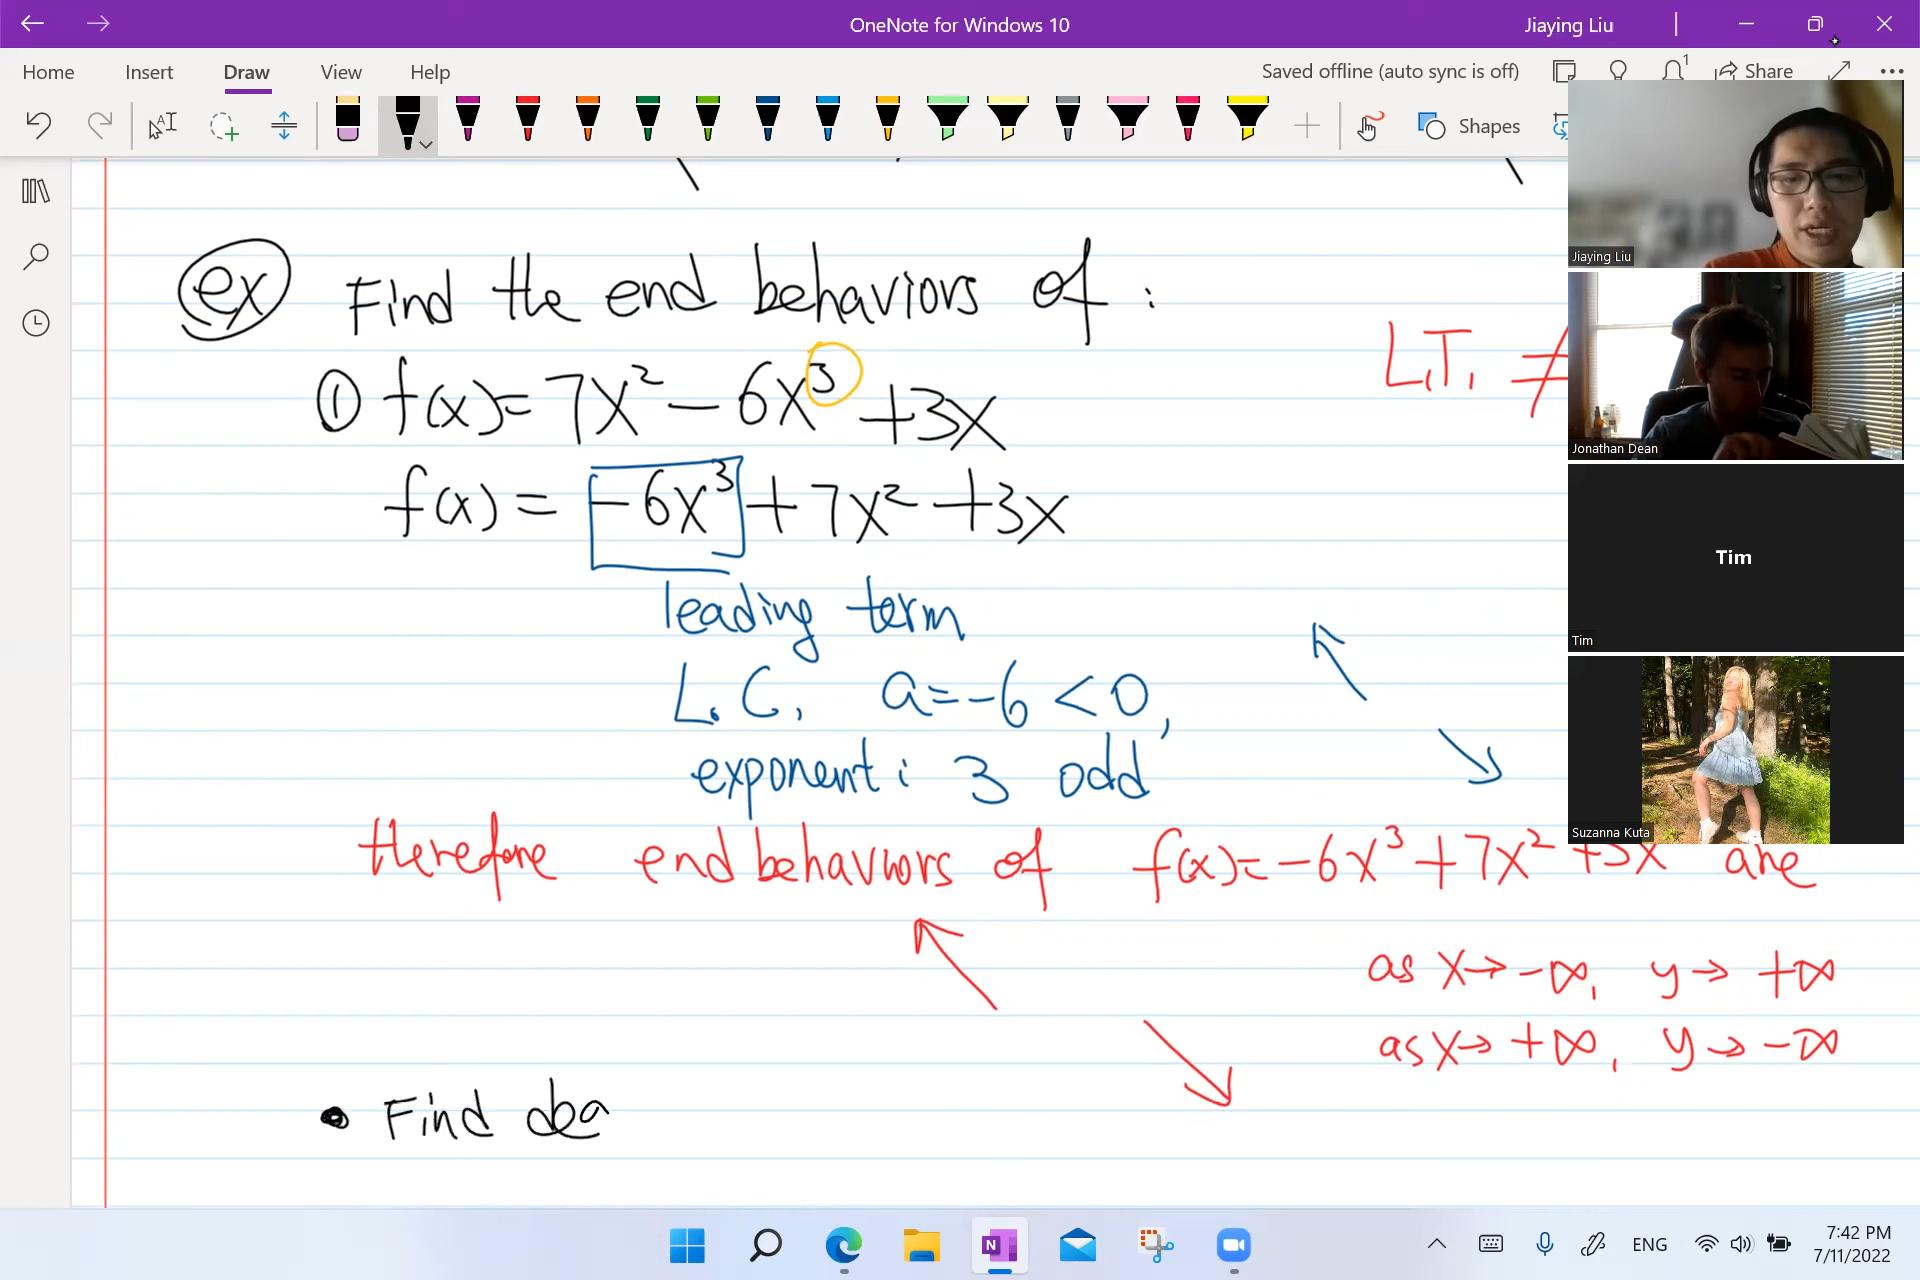 OneNote for Windows 10
Jiaying Liu
Home Insert Draw View Help
Saved offline (auto sync is off)
1
Share
Shapes
ex Find the end behaviors of :
① f(x)= 7x² - 6x³ + 3x
L.T. ≠
f(x) = -6x³ + 7x² + 3x
leading term
L.C. a = -6 < 0,
exponent: 3 odd
therefore end behaviors of f(x) = -6x³ + 7x² + 3x are
as x → -∞, y → +∞
as x → +∞, y → -∞
• Find
Jiaying Liu
Jonathan Dean
Tim
Tim
Suzanna Kuta
ENG
7:42 PM
7/11/2022